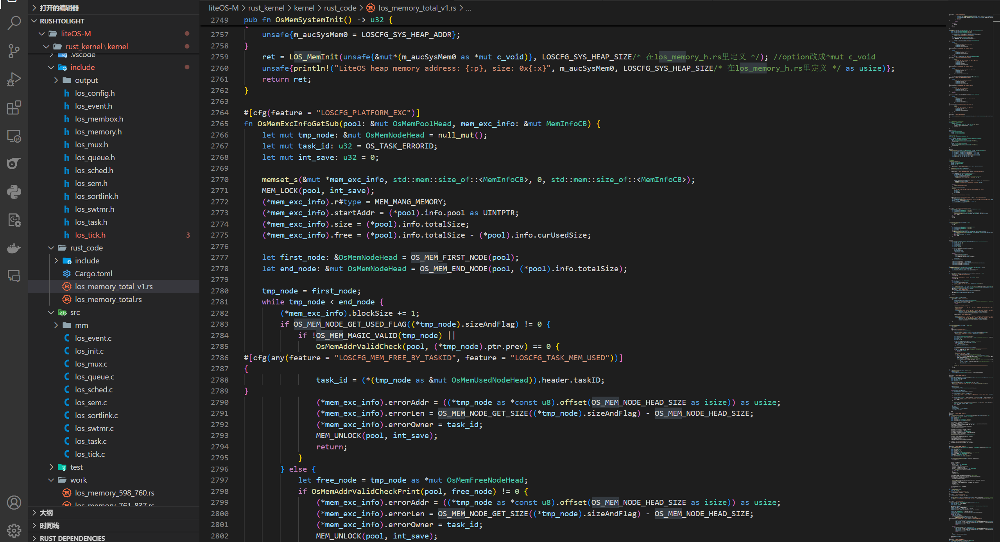 打开的编辑器
RUSHTOLIGHT
liteOS-M
rust_kernel\kernel
.vscode
include
output
los_config.h
los_event.h
los_membox.h
los_memory.h
los_mux.h
los_queue.h
los_sched.h
los_sem.h
los_sortlink.h
los_swtmr.h
los_task.h
los_tick.h 3
rust_code
include
Cargo.toml
los_memory_total_v1.rs
los_memory_total.rs
src
mm
los_event.c
los_init.c
los_mux.c
los_queue.c
los_sched.c
los_sem.c
los_sortlink.c
los_swtmr.c
los_task.c
los_tick.c
test
work
los_memory_598_760.rs
los_memory_761_837.rs
大纲
时间线
RUST DEPENDENCIES
liteOS-M > rust_kernel > kernel > rust_code > los_memory_total_v1.rs > ...
2749 pub fn OsMemSystemInit() -> u32 {
2757 unsafe{m_aucSysMem0 = LOSCFG_SYS_HEAP_ADDR};
2758 }
2759 ret = LOS_MemInit(unsafe{&mut*(m_aucSysMem0 as *mut c_void)}, LOSCFG_SYS_HEAP_SIZE/* 在los_memory_h.rs里定义 */); //option改成*mut c_void
2760 unsafe{println!("LiteOS heap memory address: {:p}, size: 0x{:x}", m_aucSysMem0, LOSCFG_SYS_HEAP_SIZE/* 在los_memory_h.rs里定义 */ as usize)};
2761 return ret;
2762 }
2763
2764 #[cfg(feature = "LOSCFG_PLATFORM_EXC")]
2765 fn OsMemExcInfoGetSub(pool: &mut OsMemPoolHead, mem_exc_info: &mut MemInfoCB) {
2766 let mut tmp_node: &mut OsMemNodeHead = null_mut();
2767 let mut task_id: u32 = OS_TASK_ERRORID;
2768 let mut int_save: u32 = 0;
2769
2770 memset_s(&mut *mem_exc_info, std::mem::size_of::<MemInfoCB>, 0, std::mem::size_of::<MemInfoCB>);
2771 MEM_LOCK(pool, int_save);
2772 (*mem_exc_info).r#type = MEM_MANG_MEMORY;
2773 (*mem_exc_info).startAddr = (*pool).info.pool as UINTPTR;
2774 (*mem_exc_info).size = (*pool).info.totalSize;
2775 (*mem_exc_info).free = (*pool).info.totalSize - (*pool).info.curUsedSize;
2776
2777 let first_node: &OsMemNodeHead = OS_MEM_FIRST_NODE(pool);
2778 let end_node: &mut OsMemNodeHead = OS_MEM_END_NODE(pool, (*pool).info.totalSize);
2779
2780 tmp_node = first_node;
2781 while tmp_node < end_node {
2782 (*mem_exc_info).blockSize += 1;
2783 if OS_MEM_NODE_GET_USED_FLAG((*tmp_node).sizeAndFlag) != 0 {
2784 if !OS_MEM_MAGIC_VALID(tmp_node) ||
2785 OsMemAddrValidCheck(pool, (*tmp_node).ptr.prev) == 0 {
2786 #[cfg(any(feature = "LOSCFG_MEM_FREE_BY_TASKID", feature = "LOSCFG_TASK_MEM_USED"))]
2787 {
2788 task_id = (*(tmp_node as &mut OsMemUsedNodeHead)).header.taskID;
2789 }
2790 (*mem_exc_info).errorAddr = ((*tmp_node as *const u8).offset(OS_MEM_NODE_HEAD_SIZE as isize)) as usize;
2791 (*mem_exc_info).errorLen = OS_MEM_NODE_GET_SIZE((*tmp_node).sizeAndFlag) - OS_MEM_NODE_HEAD_SIZE;
2792 (*mem_exc_info).errorOwner = task_id;
2793 MEM_UNLOCK(pool, int_save);
2794 return;
2795 }
2796 } else {
2797 let free_node = tmp_node as *mut OsMemFreeNodeHead;
2798 if OsMemAddrValidCheckPrint(pool, free_node) != 0 {
2799 (*mem_exc_info).errorAddr = ((*tmp_node as *const u8).offset(OS_MEM_NODE_HEAD_SIZE as isize)) as usize;
2800 (*mem_exc_info).errorLen = OS_MEM_NODE_GET_SIZE((*tmp_node).sizeAndFlag) - OS_MEM_NODE_HEAD_SIZE;
2801 (*mem_exc_info).errorOwner = task_id;
2802 MEM_UNLOCK(pool, int_save);